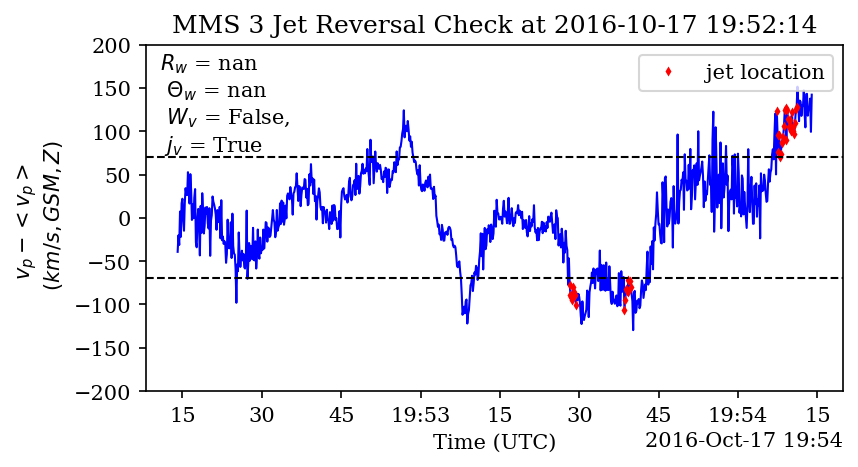 MMS 3 Jet Reversal Check at 2016-10-17 19:52:14
R_w = nan
Θ_w = nan
W_v = False,
j_v = True
jet location
200
150
100
50
0
−50
−100
−150
−200
v_p − < v_p >
(km/s, GSM, Z)
15 30 45 19:53 15 30 45 19:54 15
Time (UTC)
2016-Oct-17 19:54